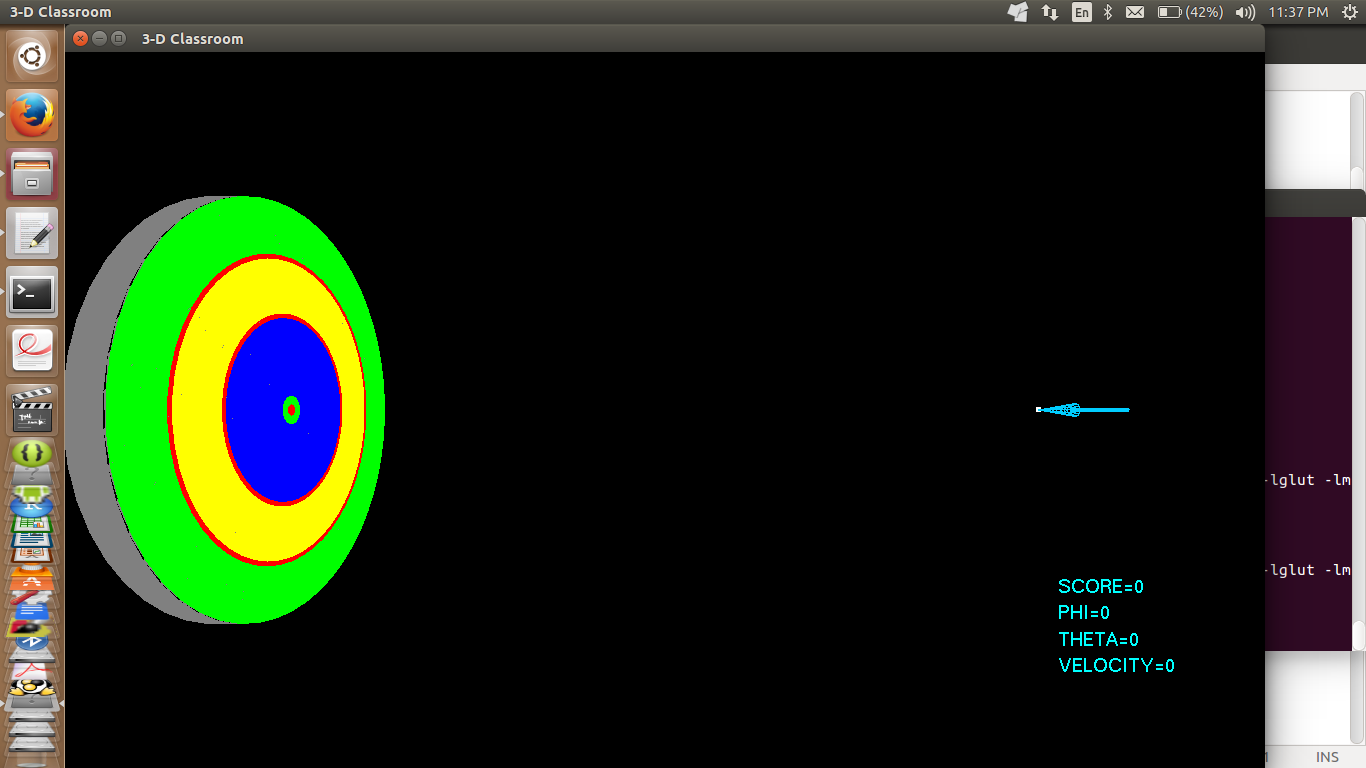 3-D Classroom
En
(42%)
11:37 PM
3-D Classroom
-lglut -lm
-lglut -lm
SCORE=0
PHI=0
THETA=0
VELOCITY=0
INS